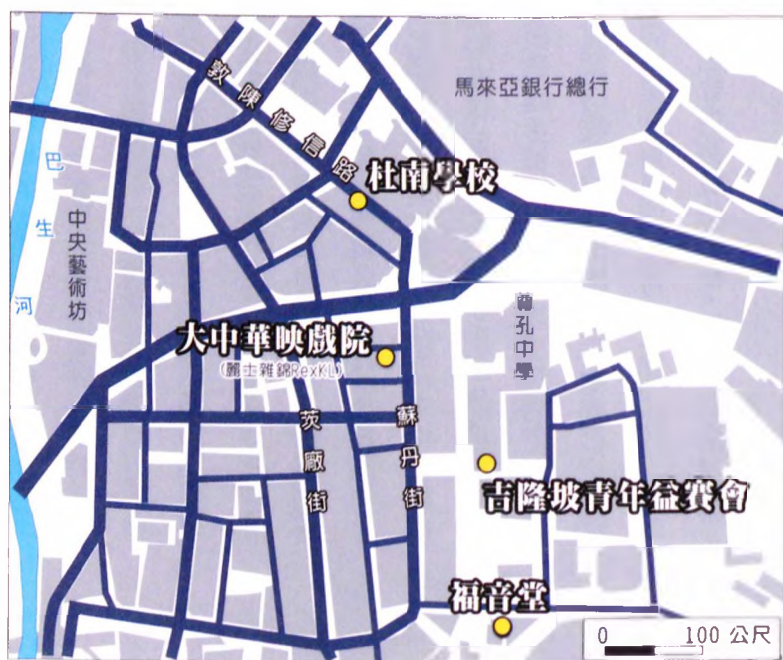 馬來亞銀行總行
敦陳修信路
杜南學校
巴生河
中央藝術坊
尊孔中學
大中華映戲院
(麗士雜錦RexKL)
茨廠街
蘇丹街
吉隆坡青年益賽會
福音堂
0 100 公尺